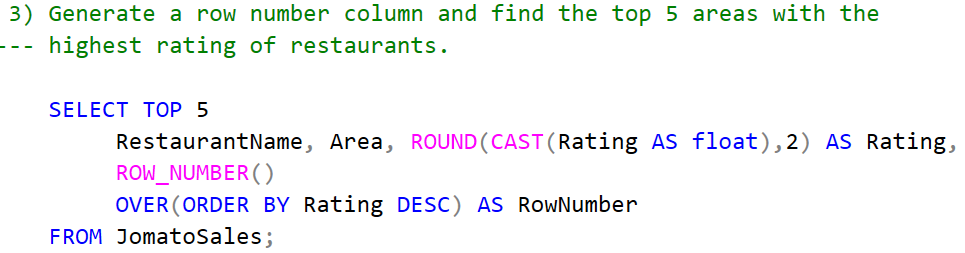 3) Generate a row number column and find the top 5 areas with the
--- highest rating of restaurants.
SELECT TOP 5
RestaurantName, Area, ROUND(CAST(Rating AS float),2) AS Rating,
ROW_NUMBER()
OVER(ORDER BY Rating DESC) AS RowNumber
FROM JomatoSales;